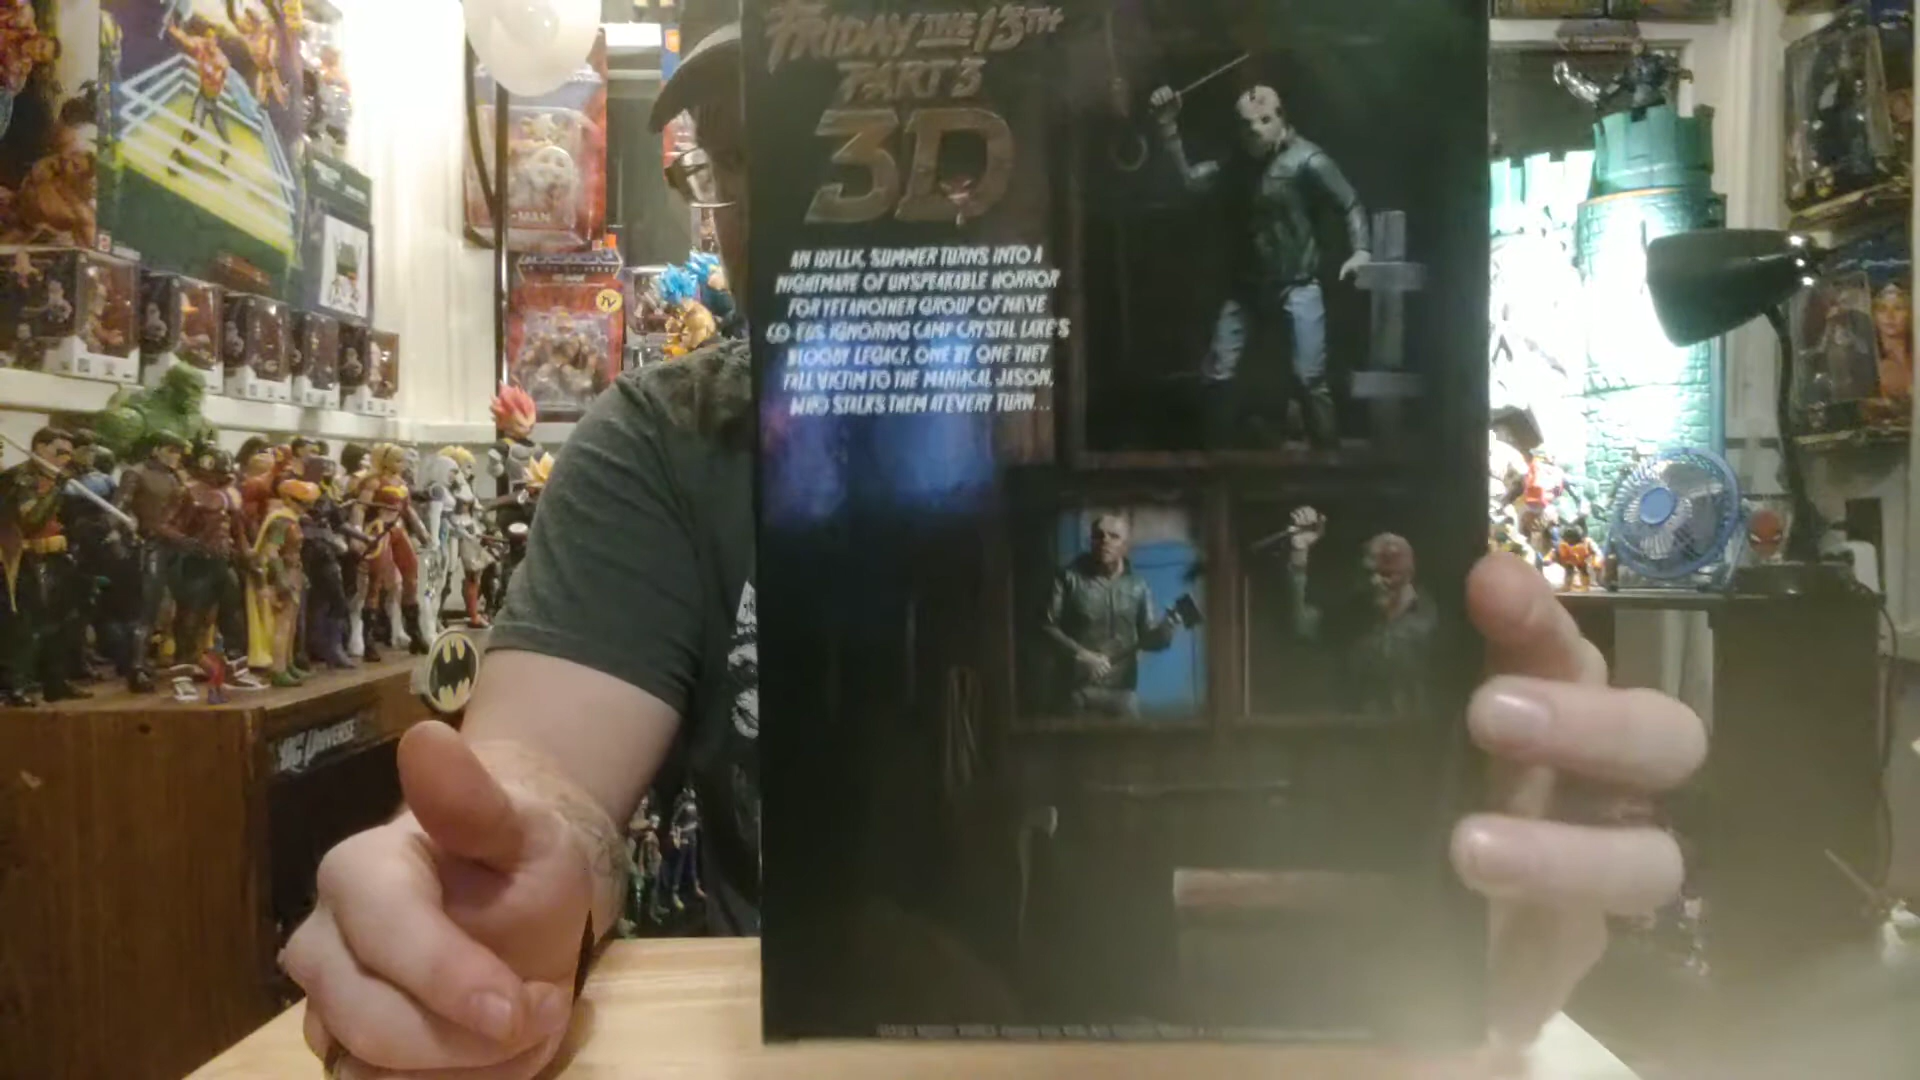 FRIDAY THE 13TH
PART 3
3D
AN IDYLLIC SUMMER TURNS INTO A
NIGHTMARE OF UNSPEAKABLE HORROR
FOR YET ANOTHER GROUP OF NAIVE
CO-EDS IGNORING CAMP CRYSTAL LAKE'S
BLOODY LEGACY, ONE BY ONE THEY
FALL VICTIM TO THE MANIACAL JASON,
WHO STALKS THEM AT EVERY TURN...
-MAN
TV
DC UNIVERSE